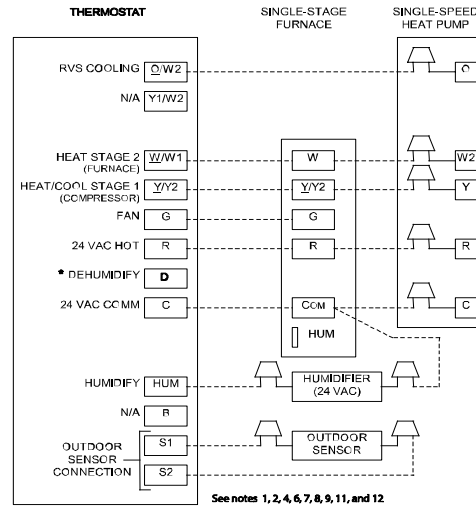 THERMOSTAT
SINGLE-STAGE
FURNACE
SINGLE-SPEED
HEAT PUMP
RVS COOLING O/W2 O
N/A Y1/W2
HEAT STAGE 2 W/W1 W W2
(FURNACE)
HEAT/COOL STAGE 1 Y/Y2 Y/Y2 Y
(COMPRESSOR)
FAN G G
24 VAC HOT R R R
* DEHUMIDIFY D
24 VAC COMM C COM C
HUM
HUMIDIFY HUM HUMIDIFIER
(24 VAC)
N/A B
OUTDOOR
SENSOR
CONNECTION
S1
S2
OUTDOOR
SENSOR
See notes 1, 2, 4, 6, 7, 8, 9, 11, and 12